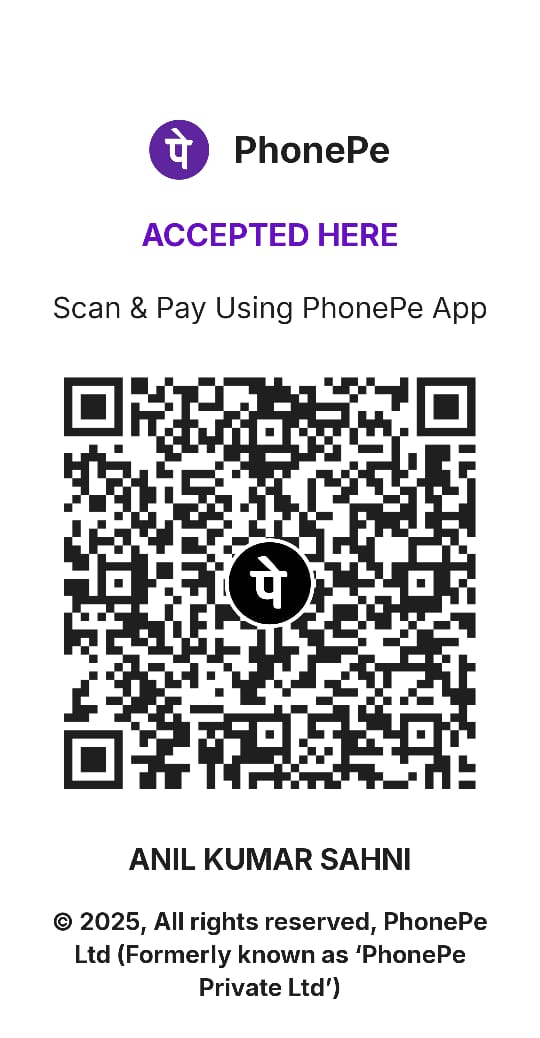 पे PhonePe
ACCEPTED HERE
Scan & Pay Using PhonePe App
पे
ANIL KUMAR SAHNI
© 2025, All rights reserved, PhonePe
Ltd (Formerly known as ‘PhonePe
Private Ltd’)